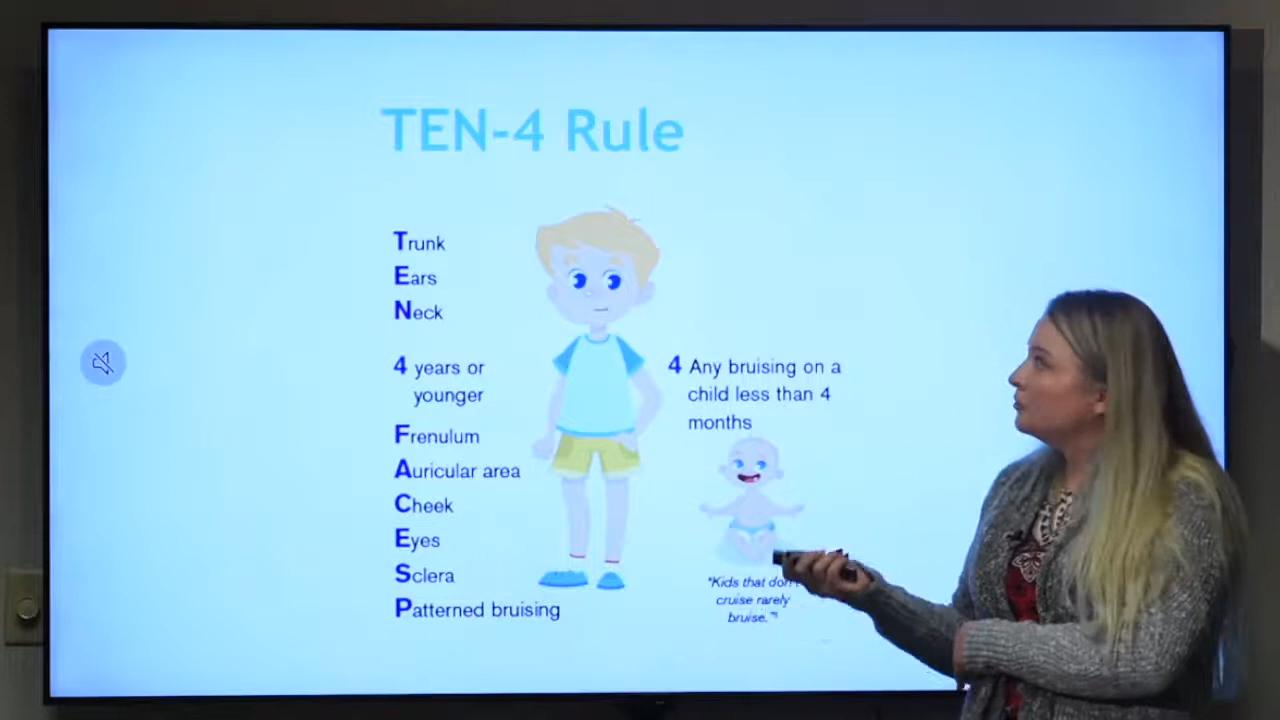 TEN-4 Rule
Trunk
Ears
Neck
4 years or
younger
Frenulum
Auricular area
Cheek
Eyes
Sclera
Patterned bruising
4 Any bruising on a
child less than 4
months
"Kids that don't
cruise rarely
bruise."